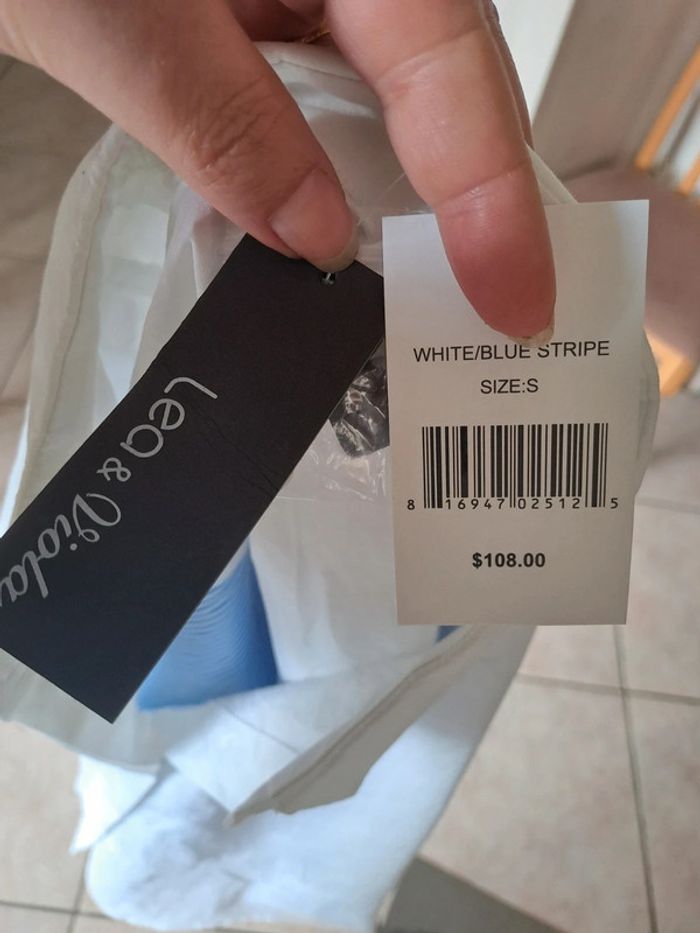 Lea & Viola
WHITE/BLUE STRIPE
SIZE:S
8 16947 02512 5
$108.00